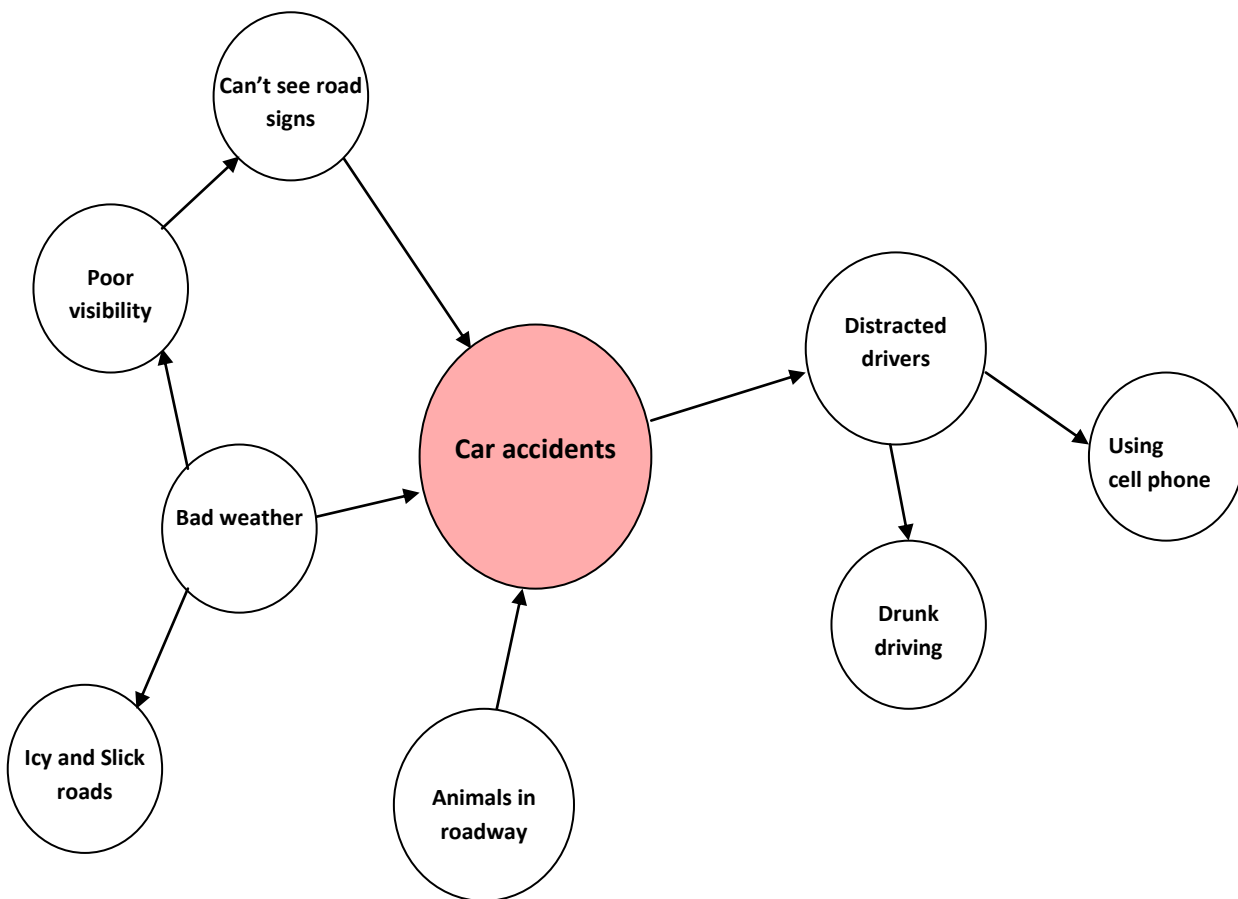 Can’t see road
signs
Poor
visibility
Distracted
drivers
Car accidents
Using
cell phone
Bad weather
Drunk
driving
Icy and Slick
roads
Animals in
roadway